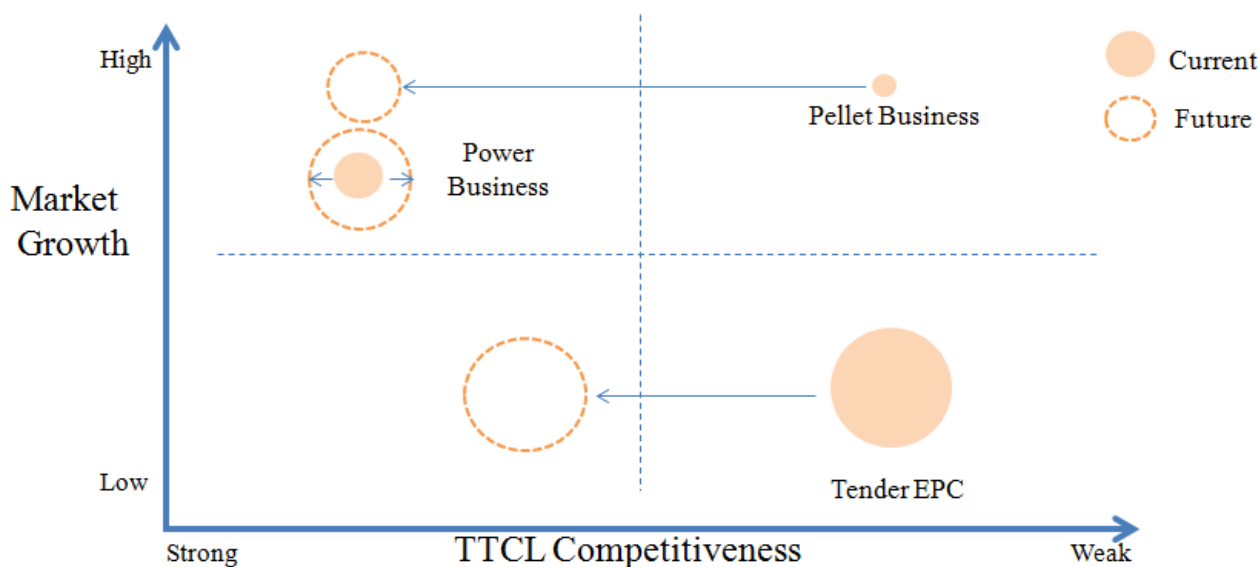 High
Current
Pellet Business
Future
Power
Business
Market
Growth
Low
Tender EPC
Strong
TTCL Competitiveness
Weak